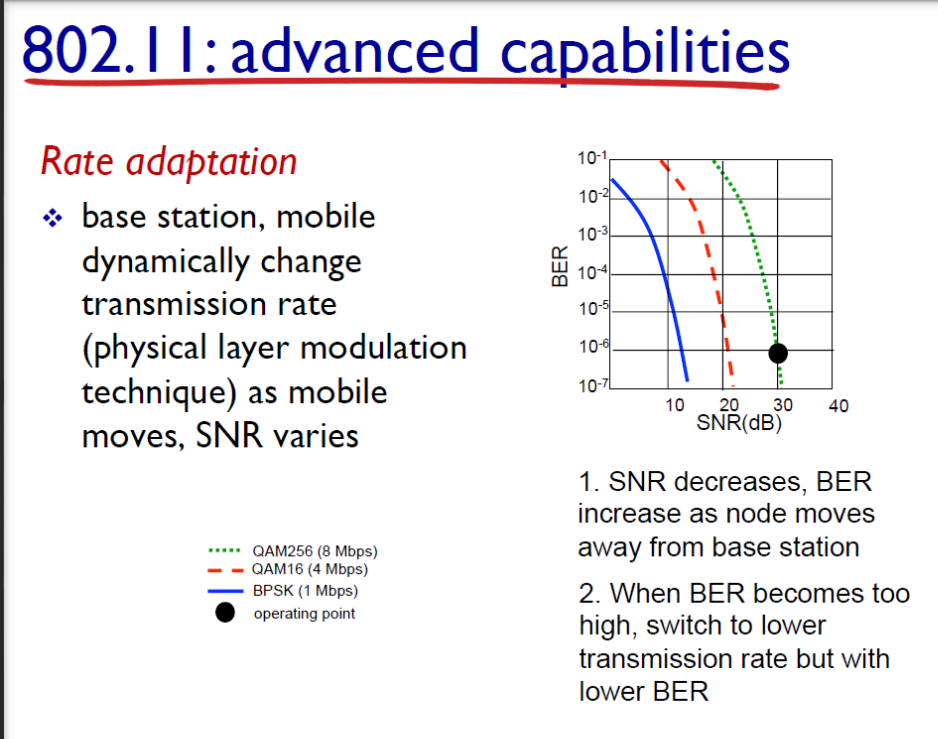 802.11: advanced capabilities
Rate adaptation
❖ base station, mobile
dynamically change
transmission rate
(physical layer modulation
technique) as mobile
moves, SNR varies
QAM256 (8 Mbps)
QAM16 (4 Mbps)
BPSK (1 Mbps)
operating point
10-1
10-2
10-3
10-4
10-5
10-6
10-7
BER
10 20 30 40
SNR(dB)
1. SNR decreases, BER
increase as node moves
away from base station
2. When BER becomes too
high, switch to lower
transmission rate but with
lower BER